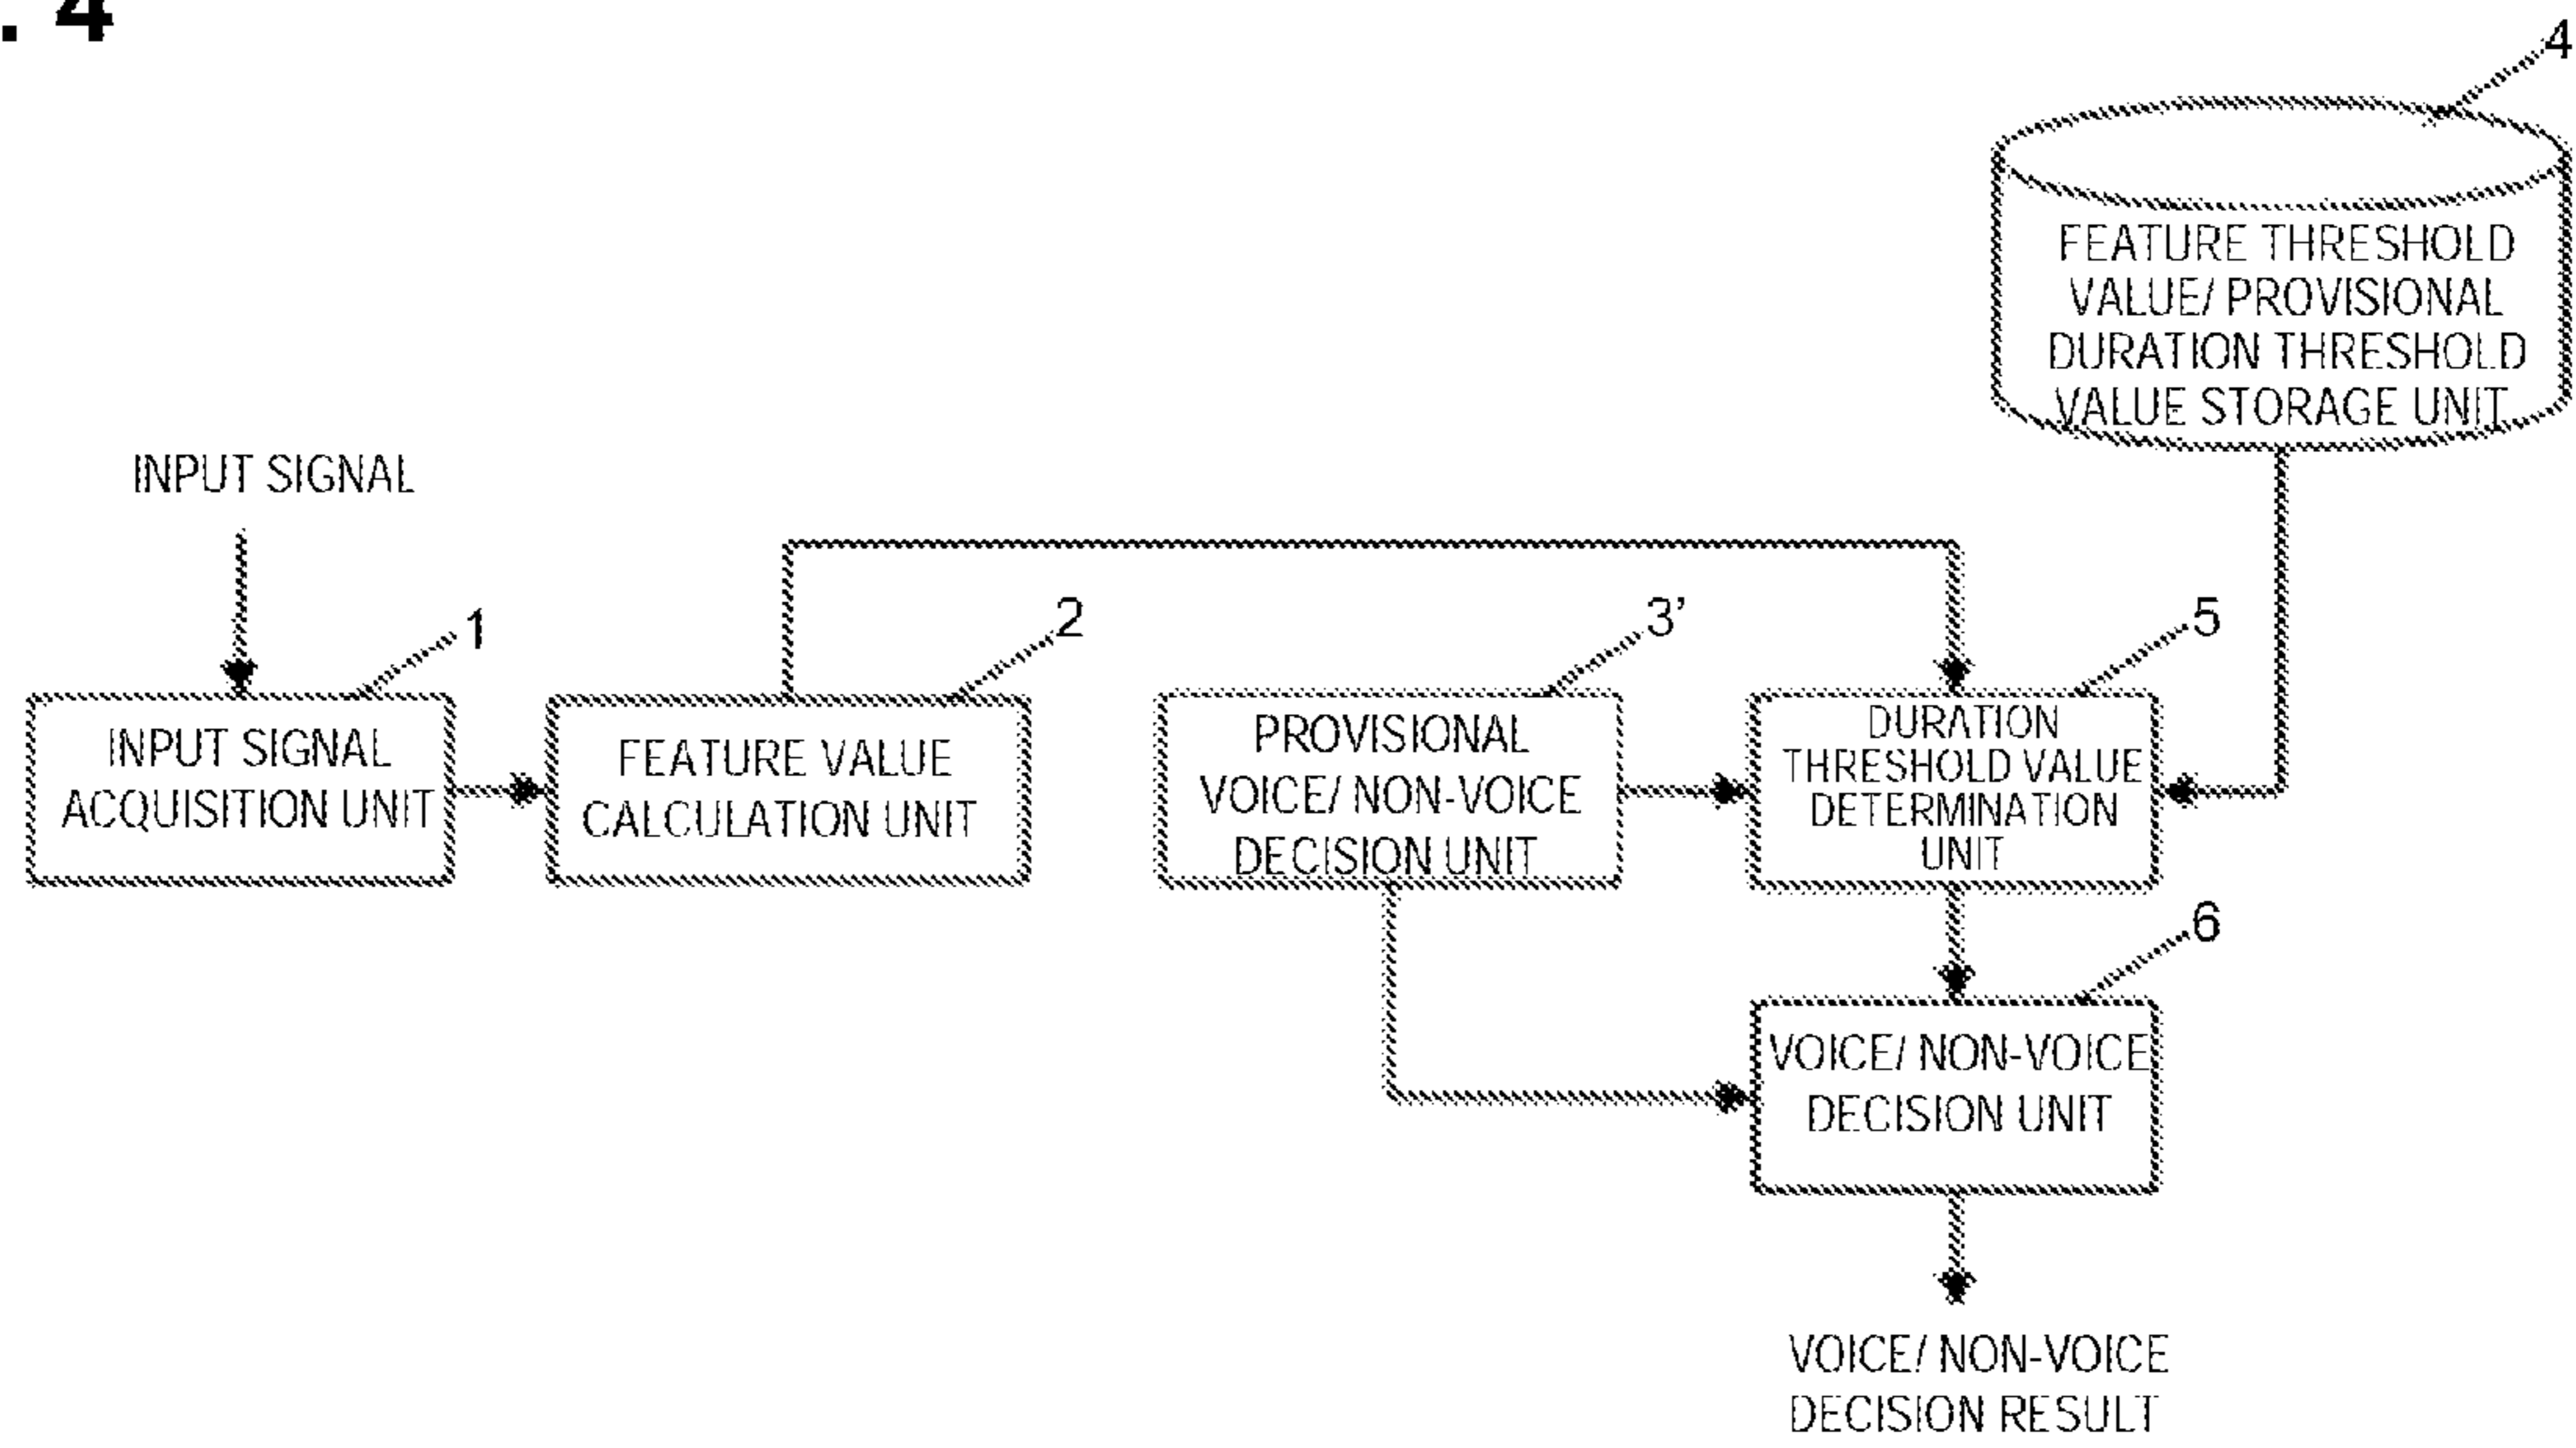 . 4
4
FEATURE THRESHOLD
VALUE/ PROVISIONAL
DURATION THRESHOLD
VALUE STORAGE UNIT
INPUT SIGNAL
1
2
3’
5
INPUT SIGNAL
ACQUISITION UNIT
FEATURE VALUE
CALCULATION UNIT
PROVISIONAL
VOICE/ NON-VOICE
DECISION UNIT
DURATION
THRESHOLD VALUE
DETERMINATION
UNIT
6
VOICE/ NON-VOICE
DECISION UNIT
VOICE/ NON-VOICE
DECISION RESULT